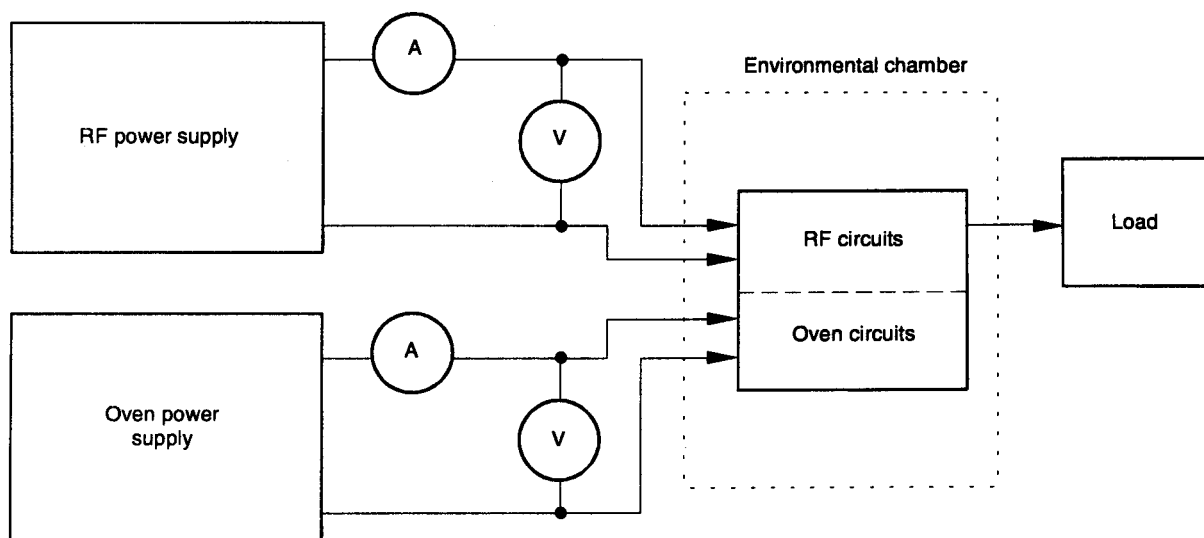 A
Environmental chamber
RF power supply
V
RF circuits
Load
Oven circuits
A
Oven power
supply
V